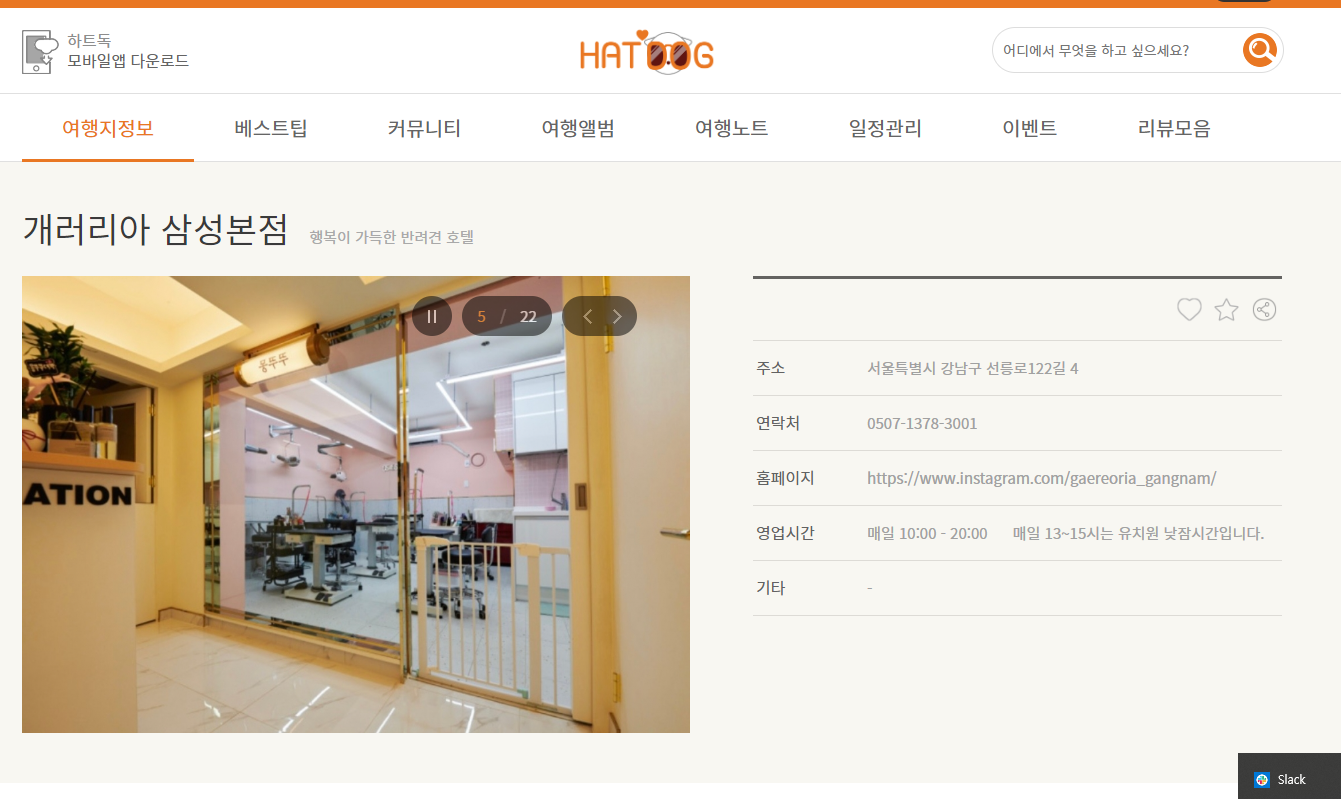 하트독
모바일앱 다운로드
HATDOG
어디에서 무엇을 하고 싶으세요?
여행지정보 베스트팁 커뮤니티 여행앨범 여행노트 일정관리 이벤트 리뷰모음
개러리아 삼성본점 행복이 가득한 반려견 호텔
5 / 22
몽뚜뚜
ATION
주소 서울특별시 강남구 선릉로122길 4
연락처 0507-1378-3001
홈페이지 https://www.instagram.com/gaereoria_gangnam/
영업시간 매일 10:00 - 20:00 매일 13~15시는 유치원 낮잠시간입니다.
기타 -
Slack